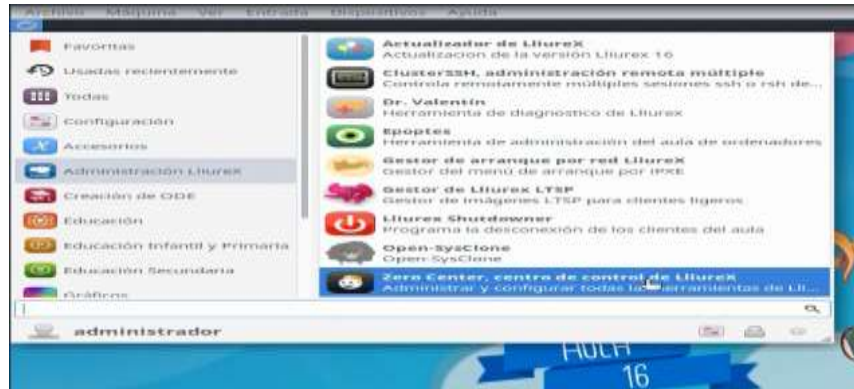 Archivo Máquina Ver Entrada Dispositivos Ayuda
Favoritas
Usadas recientemente
Todas
Configuración
Accesorios
Administración LliureX
Creación de ODE
Educación
Educación Infantil y Primaria
Educación Secundaria
Gráficos
Actualizador de LliureX
Actualizacion de la versión Lliurex 16
ClusterSSH, administración remota múltiple
Controla remotamente múltiples sesiones ssh o rsh de...
Dr. Valentín
Herramienta de diagnostico de Lliurex
Epoptes
Herramienta de administración del aula de ordenadores
Gestor de arranque por red LliureX
Gestor del menú de arranque por iPXE
Gestor de Lliurex LTSP
Gestor de imágenes LTSP para clientes ligeros
Lliurex Shutdowner
Programa la desconexión de los clientes del aula
Open-SysClone
Open-SysClone
Zero Center, centro de control de LliureX
Administrar y configurar todas las herramientas de Ll...
administrador
AULA
16